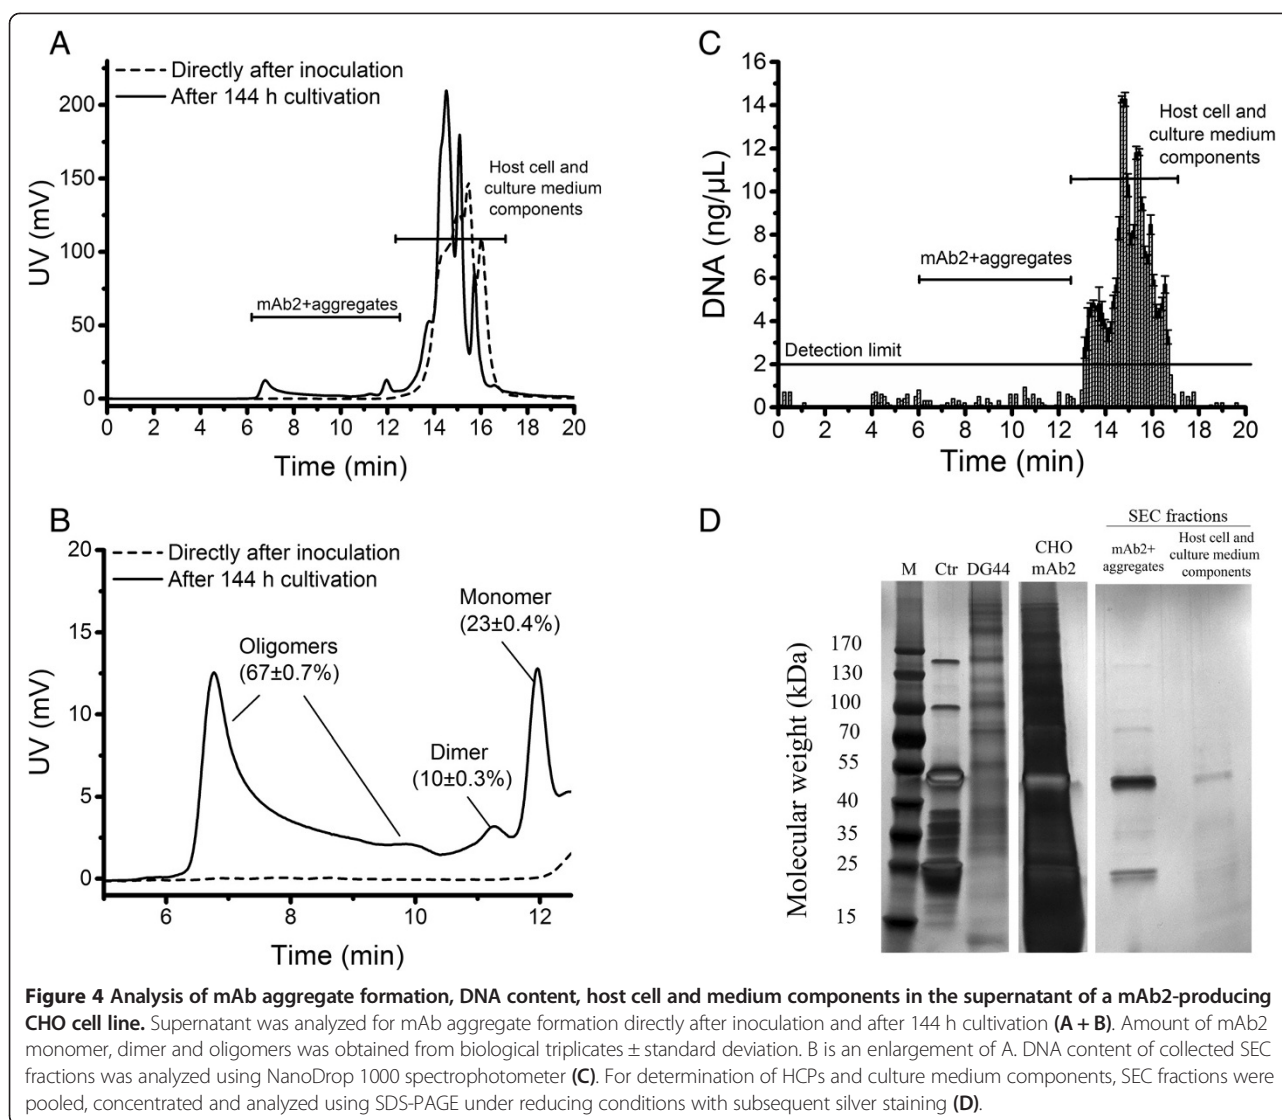 A
Directly after inoculation
After 144 h cultivation
UV (mV)
200
150
100
50
0
Host cell and
culture medium
components
mAb2+aggregates
0 2 4 6 8 10 12 14 16 18 20
Time (min)
C
DNA (ng/µL)
16
14
12
10
8
6
4
2
0
Host cell and
culture medium
components
mAb2+aggregates
Detection limit
0 2 4 6 8 10 12 14 16 18 20
Time (min)
B
Directly after inoculation
After 144 h cultivation
UV (mV)
20
15
10
5
0
Oligomers
(67±0.7%)
Monomer
(23±0.4%)
Dimer
(10±0.3%)
6 8 10 12
Time (min)
D
SEC fractions
M Ctr DG44
CHO
mAb2
mAb2+
aggregates
Host cell and
culture medium
components
Molecular weight (kDa)
170
130
100
70
55
40
35
25
15
Figure 4 Analysis of mAb aggregate formation, DNA content, host cell and medium components in the supernatant of a mAb2-producing
CHO cell line. Supernatant was analyzed for mAb aggregate formation directly after inoculation and after 144 h cultivation (A + B). Amount of mAb2
monomer, dimer and oligomers was obtained from biological triplicates ± standard deviation. B is an enlargement of A. DNA content of collected SEC
fractions was analyzed using NanoDrop 1000 spectrophotometer (C). For determination of HCPs and culture medium components, SEC fractions were
pooled, concentrated and analyzed using SDS-PAGE under reducing conditions with subsequent silver staining (D).